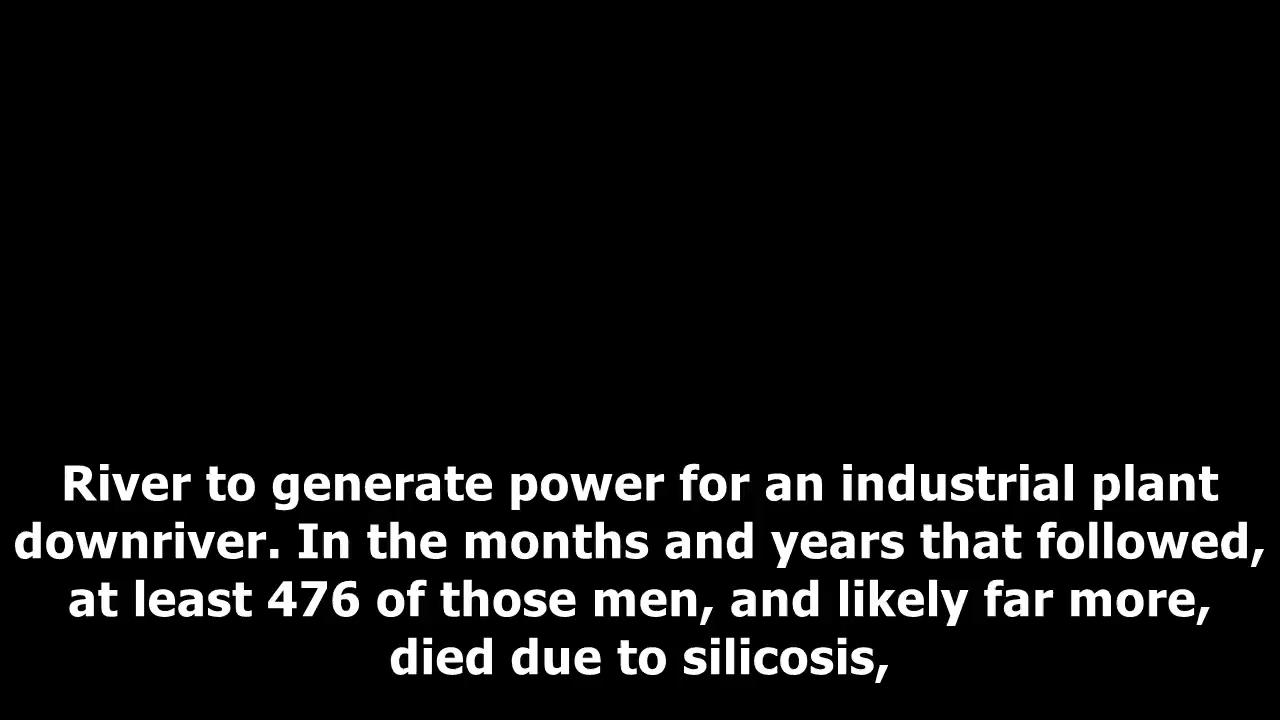 River to generate power for an industrial plant
downriver. In the months and years that followed,
at least 476 of those men, and likely far more,
died due to silicosis,